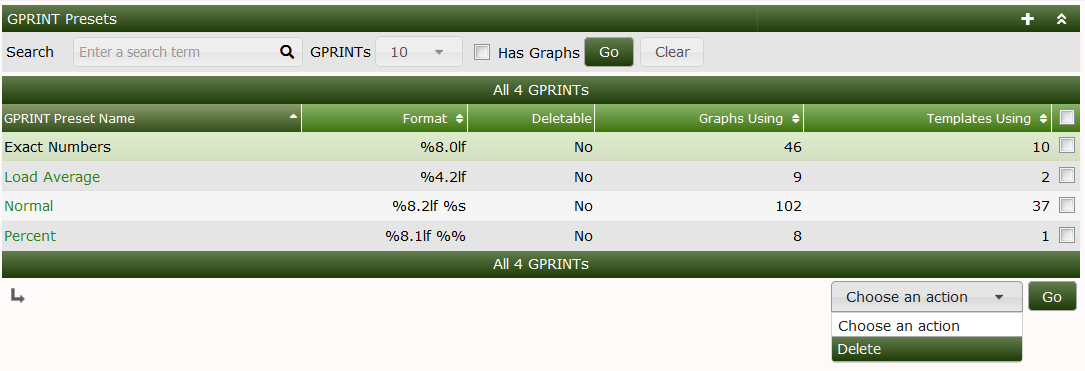 GPRINT Presets
Search Enter a search term GPRINTs 10 Has Graphs Go Clear
All 4 GPRINTs
GPRINT Preset Name Format Deletable Graphs Using Templates Using
Exact Numbers %8.0lf No 46 10
Load Average %4.2lf No 9 2
Normal %8.2lf %s No 102 37
Percent %8.1lf %% No 8 1
All 4 GPRINTs
Choose an action Go
Choose an action
Delete